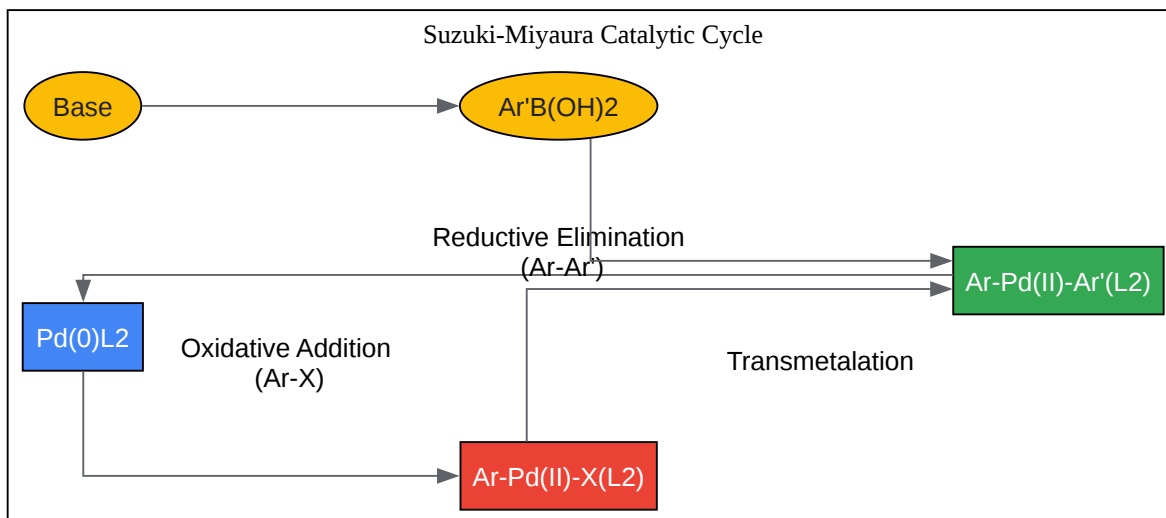 Suzuki-Miyaura Catalytic Cycle
Base
Ar'B(OH)2
Reductive Elimination
(Ar-Ar')
Ar-Pd(II)-Ar'(L2)
Pd(0)L2
Oxidative Addition
(Ar-X)
Transmetalation
Ar-Pd(II)-X(L2)